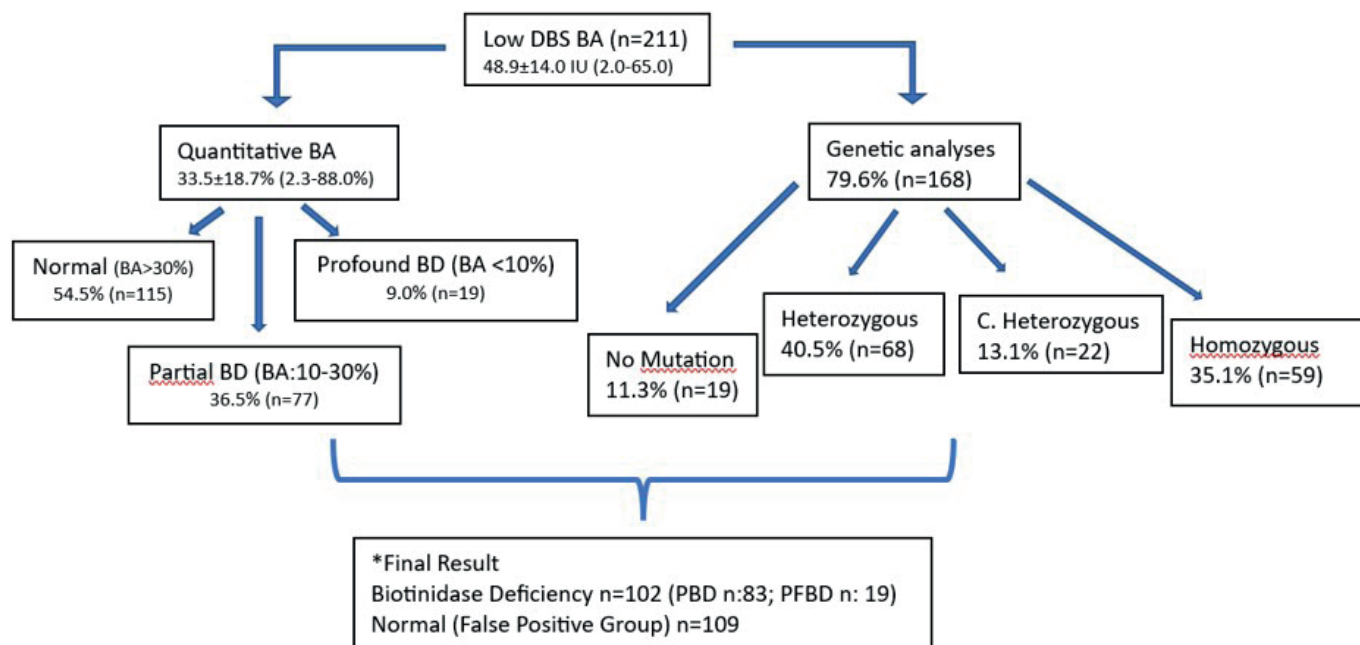 Low DBS BA (n=211)
48.9±14.0 IU (2.0-65.0)
Quantitative BA
33.5±18.7% (2.3-88.0%)
Genetic analyses
79.6% (n=168)
Normal (BA>30%)
54.5% (n=115)
Profound BD (BA <10%)
9.0% (n=19)
Partial BD (BA:10-30%)
36.5% (n=77)
No Mutation
11.3% (n=19)
Heterozygous
40.5% (n=68)
C. Heterozygous
13.1% (n=22)
Homozygous
35.1% (n=59)
*Final Result
Biotinidase Deficiency n=102 (PBD n:83; PFBD n: 19)
Normal (False Positive Group) n=109